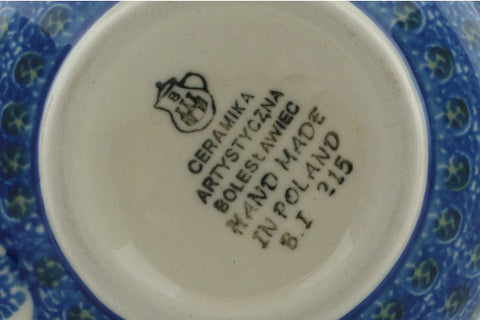 B
CERAMIKA
ARTYSTYCZNA
BOLESŁAWIEC
HAND MADE
IN POLAND
B.I 215